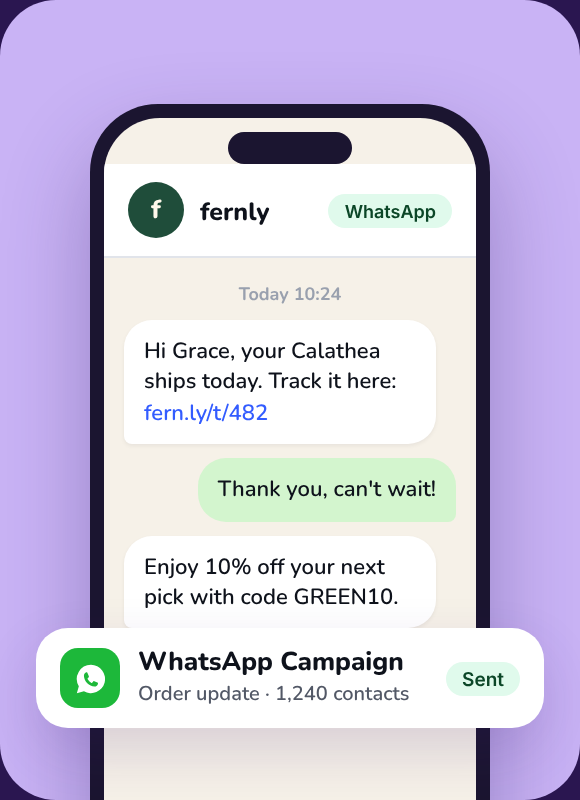 f
fernly
WhatsApp
Today 10:24
Hi Grace, your Calathea
ships today. Track it here:
fern.ly/t/482
Thank you, can't wait!
Enjoy 10% off your next
pick with code GREEN10.
WhatsApp Campaign
Order update · 1,240 contacts
Sent